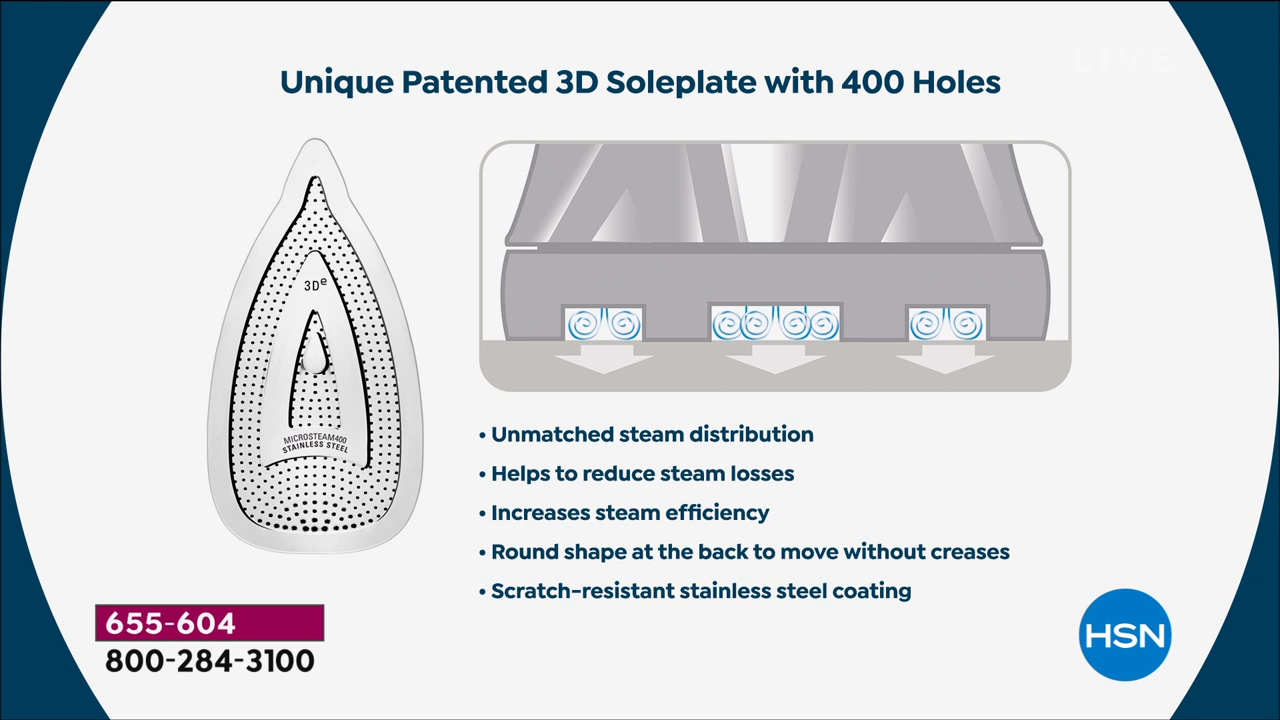 LIVE
Unique Patented 3D Soleplate with 400 Holes
3De
MICROSTEAM400
STAINLESS STEEL
• Unmatched steam distribution
• Helps to reduce steam losses
• Increases steam efficiency
• Round shape at the back to move without creases
• Scratch-resistant stainless steel coating
655-604
800-284-3100
HSN